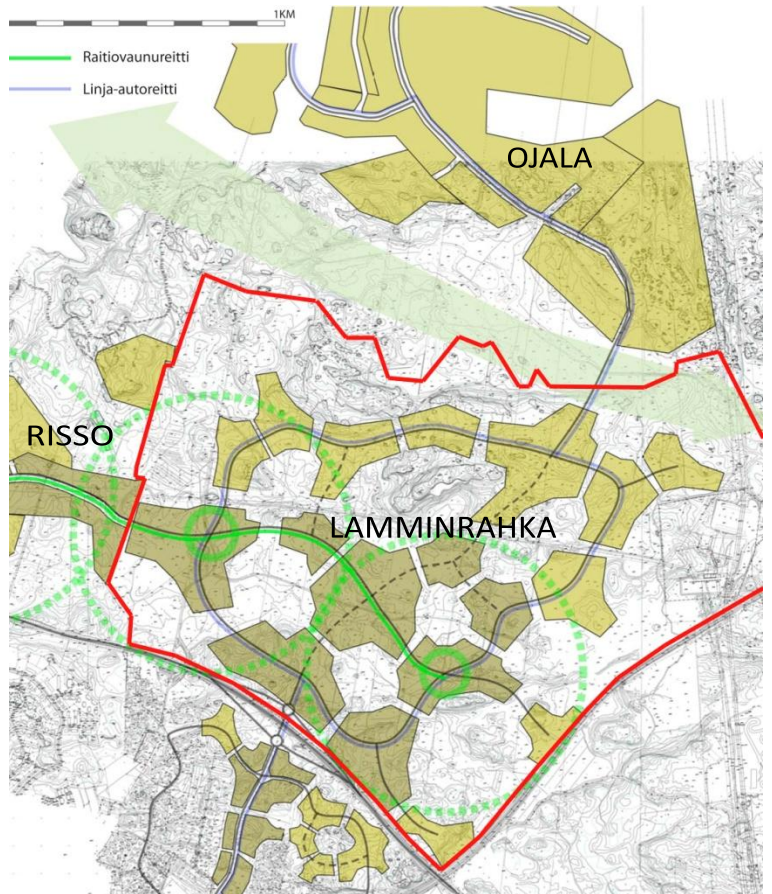 1KM
Raitiovaunureitti
Linja-autoreitti
OJALA
RISSO
LAMMINRAHKA